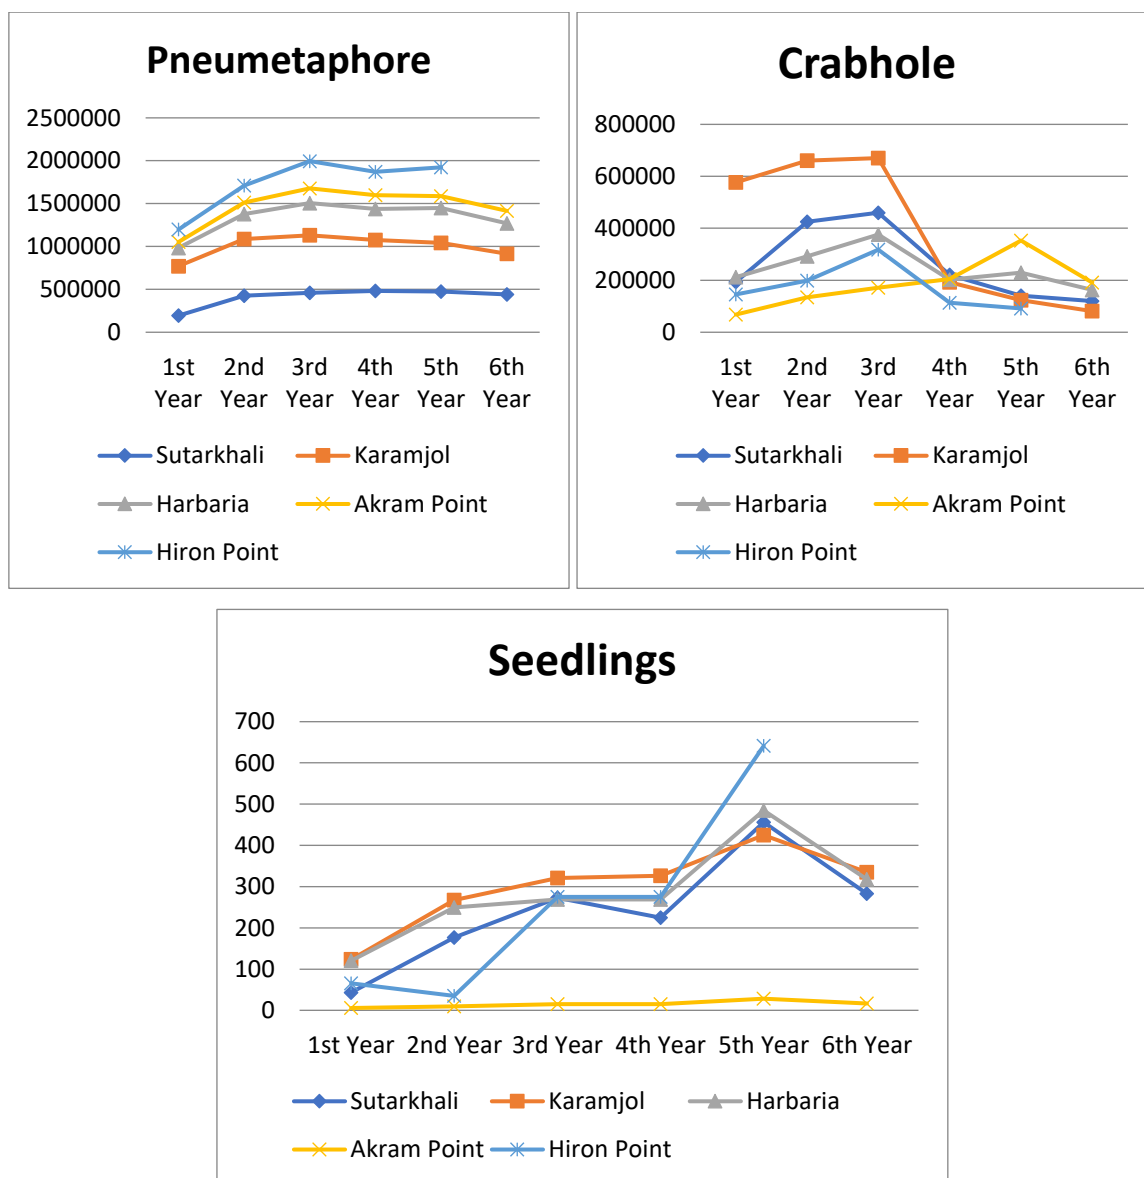 Pneumetaphore
2500000
2000000
1500000
1000000
500000
0
1st Year
2nd Year
3rd Year
4th Year
5th Year
6th Year
Sutarkhali
Karamjol
Harbaria
Akram Point
Hiron Point
Crabhole
800000
600000
400000
200000
0
1st Year
2nd Year
3rd Year
4th Year
5th Year
6th Year
Sutarkhali
Karamjol
Harbaria
Akram Point
Hiron Point
Seedlings
700
600
500
400
300
200
100
0
1st Year 2nd Year 3rd Year 4th Year 5th Year 6th Year
Sutarkhali
Karamjol
Harbaria
Akram Point
Hiron Point